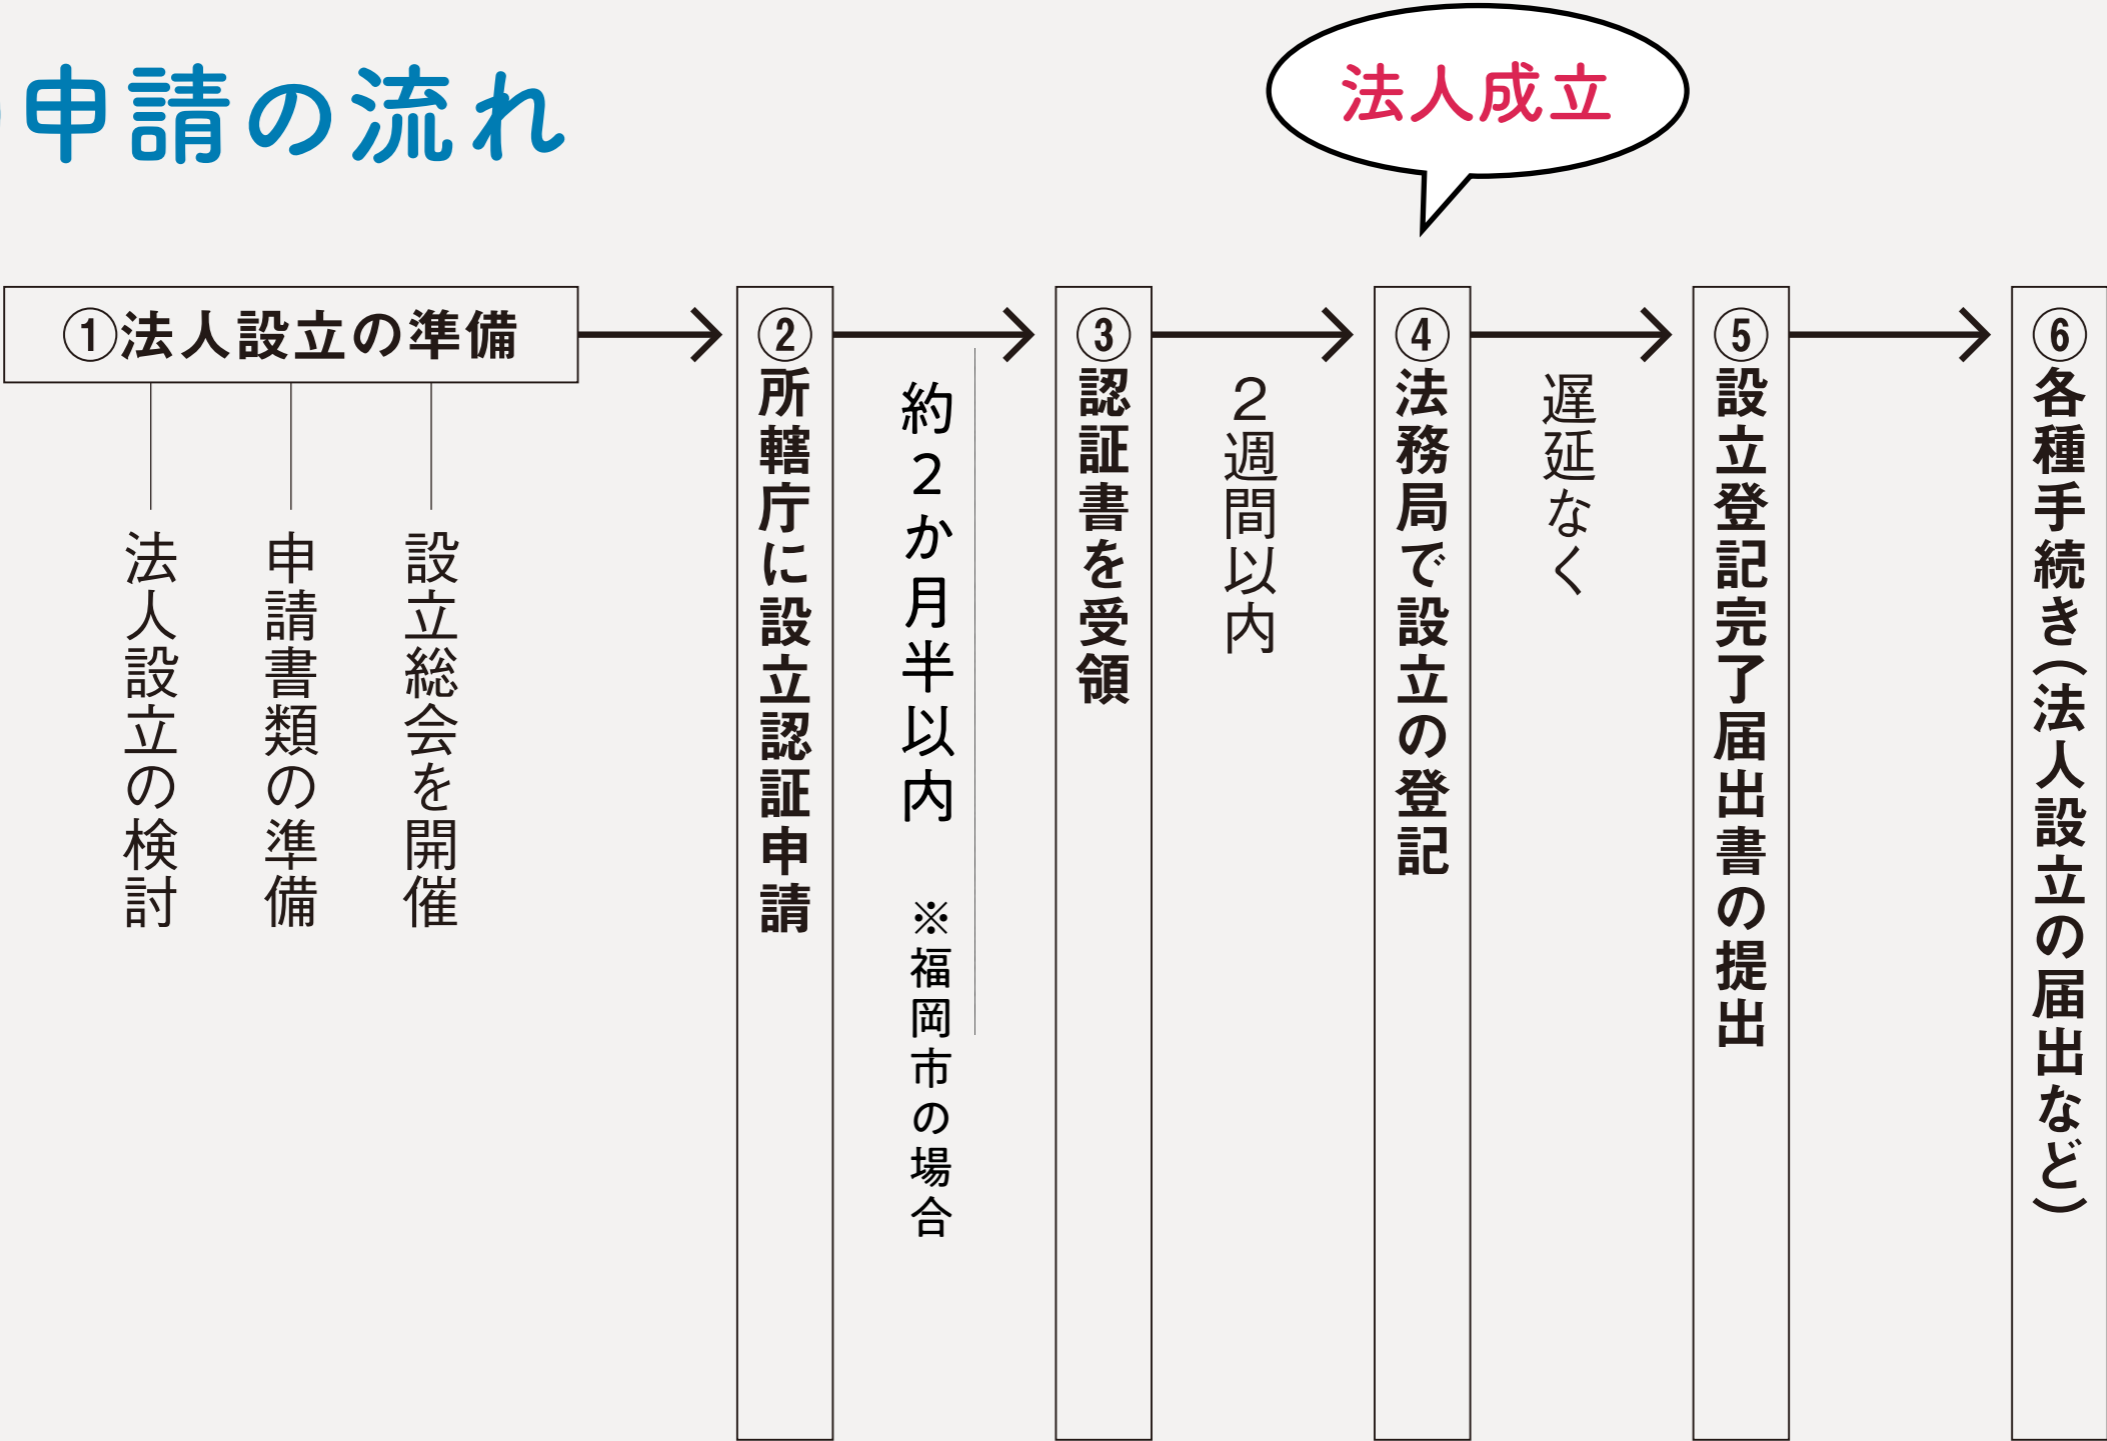 申請の流れ
法人成立
①法人設立の準備
法人設立の検討
申請書類の準備
設立総会を開催
②所轄庁に設立認証申請
約２か月半以内　※福岡市の場合
③認証書を受領
２週間以内
④法務局で設立の登記
遅延なく
⑤設立登記完了届出書の提出
⑥各種手続き（法人設立の届出など）